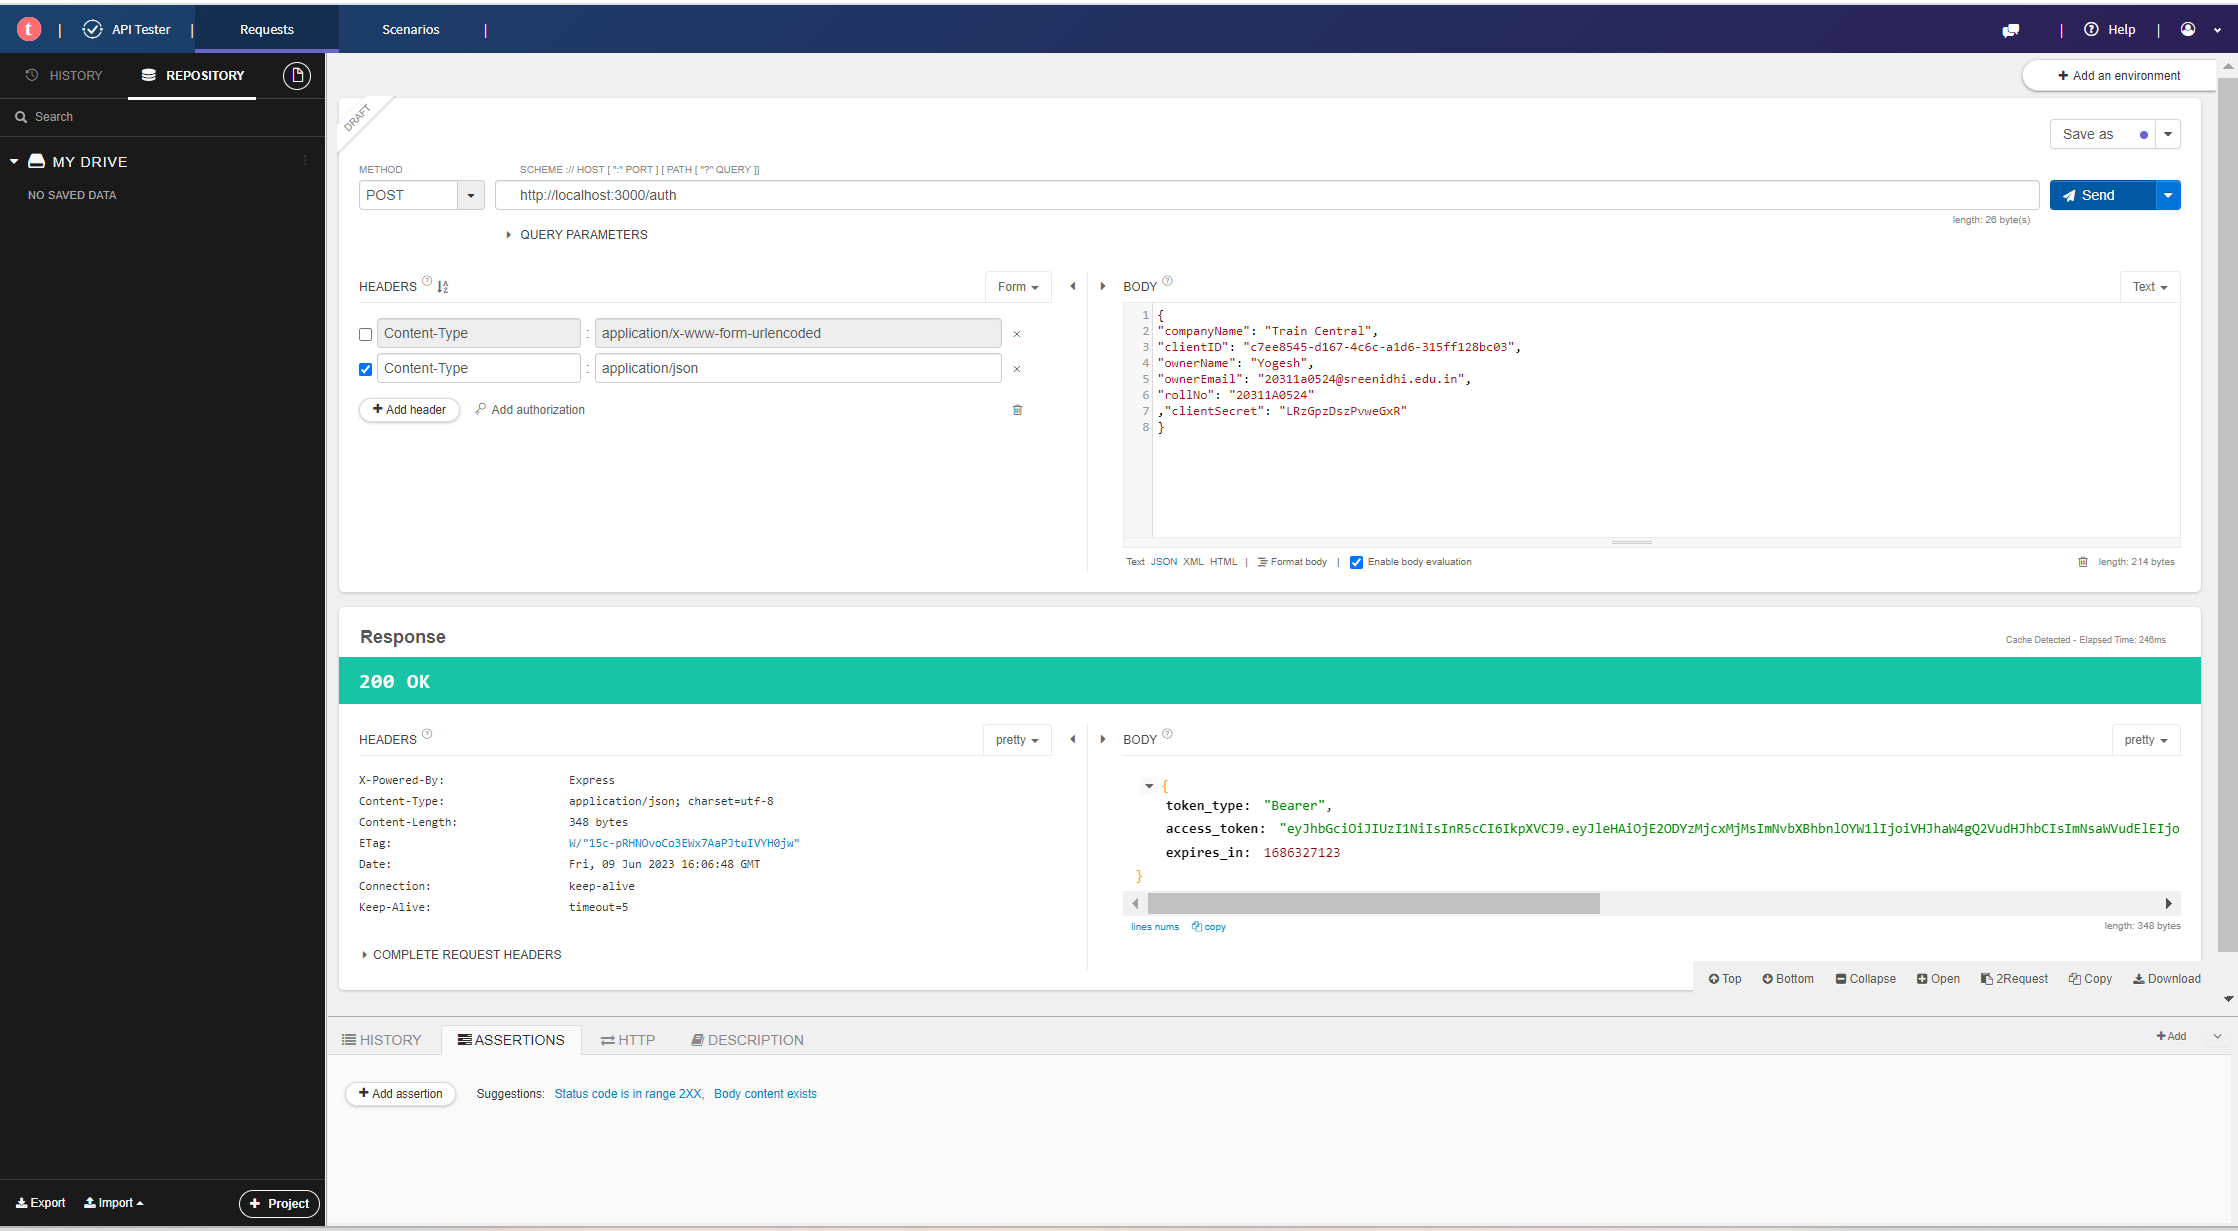 t | API Tester | Requests Scenarios | | Help |
HISTORY REPOSITORY
Add an environment
Search
DRAFT
MY DRIVE
NO SAVED DATA
Save as
METHOD SCHEME :// HOST [ ":" PORT ] [ PATH [ "?" QUERY ]]
POST http://localhost:3000/auth Send
length: 26 byte(s)
QUERY PARAMETERS
HEADERS ? Form BODY ? Text
Content-Type : application/x-www-form-urlencoded ×
Content-Type : application/json ×
Add header Add authorization
1 {
2 "companyName": "Train Central",
3 "clientID": "c7ee8545-d167-4c6c-a1d6-315ff128bc03",
4 "ownerName": "Yogesh",
5 "ownerEmail": "20311a0524@sreenidhi.edu.in",
6 "rollNo": "20311A0524"
7 ,"clientSecret": "LRzGpzDszPvweGxR"
8 }
Text JSON XML HTML | Format body | Enable body evaluation length: 214 bytes
Response
Cache Detected - Elapsed Time: 246ms
200 OK
HEADERS ? pretty BODY ? pretty
X-Powered-By: Express
Content-Type: application/json; charset=utf-8
Content-Length: 348 bytes
ETag: W/"15c-pRHNOvoCo3EWx7AaPJtuIVYH0jw"
Date: Fri, 09 Jun 2023 16:06:48 GMT
Connection: keep-alive
Keep-Alive: timeout=5
{
token_type: "Bearer",
access_token: "eyJhbGciOiJIUzI1NiIsInR5cCI6IkpXVCJ9.eyJleHAiOjE2ODYzMjcxMjMsImNvbXBhbnlOYW1lIjoiVHJhaW4gQ2VudHJhbCIsImNsaWVudElEIjo
expires_in: 1686327123
}
lines nums copy length: 348 bytes
COMPLETE REQUEST HEADERS
Top Bottom Collapse Open 2Request Copy Download
HISTORY ASSERTIONS HTTP DESCRIPTION Add
Add assertion Suggestions: Status code is in range 2XX, Body content exists
Export Import Project